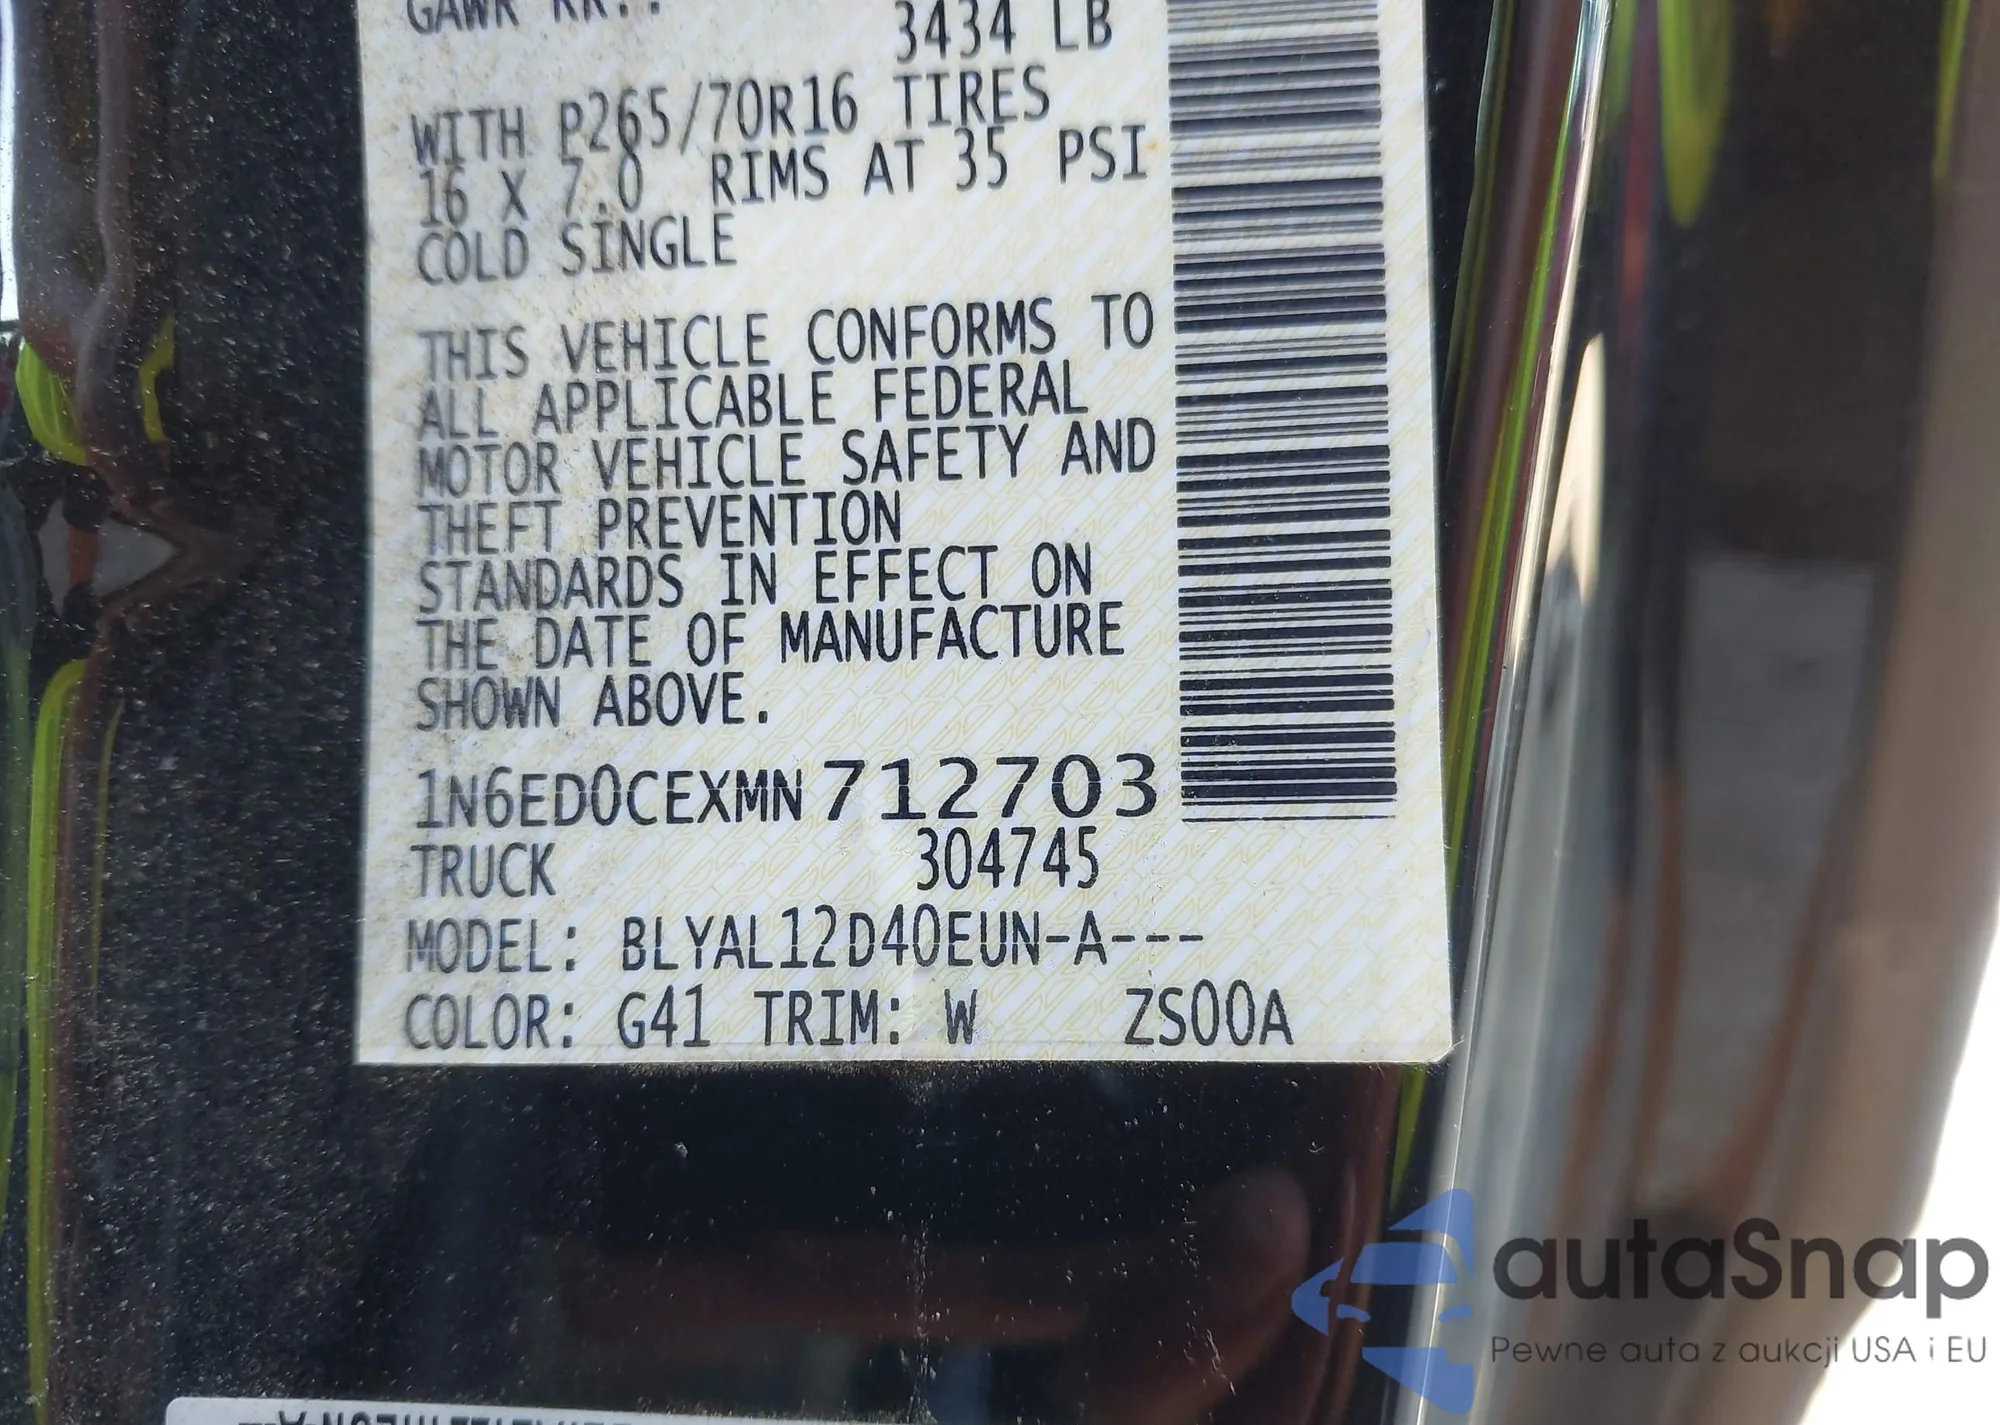 GAWR RR.:
3434 LB
WITH P265/70R16 TIRES
16 X 7.0 RIMS AT 35 PSI
COLD SINGLE
THIS VEHICLE CONFORMS TO
ALL APPLICABLE FEDERAL
MOTOR VEHICLE SAFETY AND
THEFT PREVENTION
STANDARDS IN EFFECT ON
THE DATE OF MANUFACTURE
SHOWN ABOVE.
1N6ED0CEXMN712703
TRUCK 304745
MODEL: BLYAL12D40EUN-A---
COLOR: G41 TRIM: W ZS00A
autaSnap
Pewne auta z aukcji USA i EU